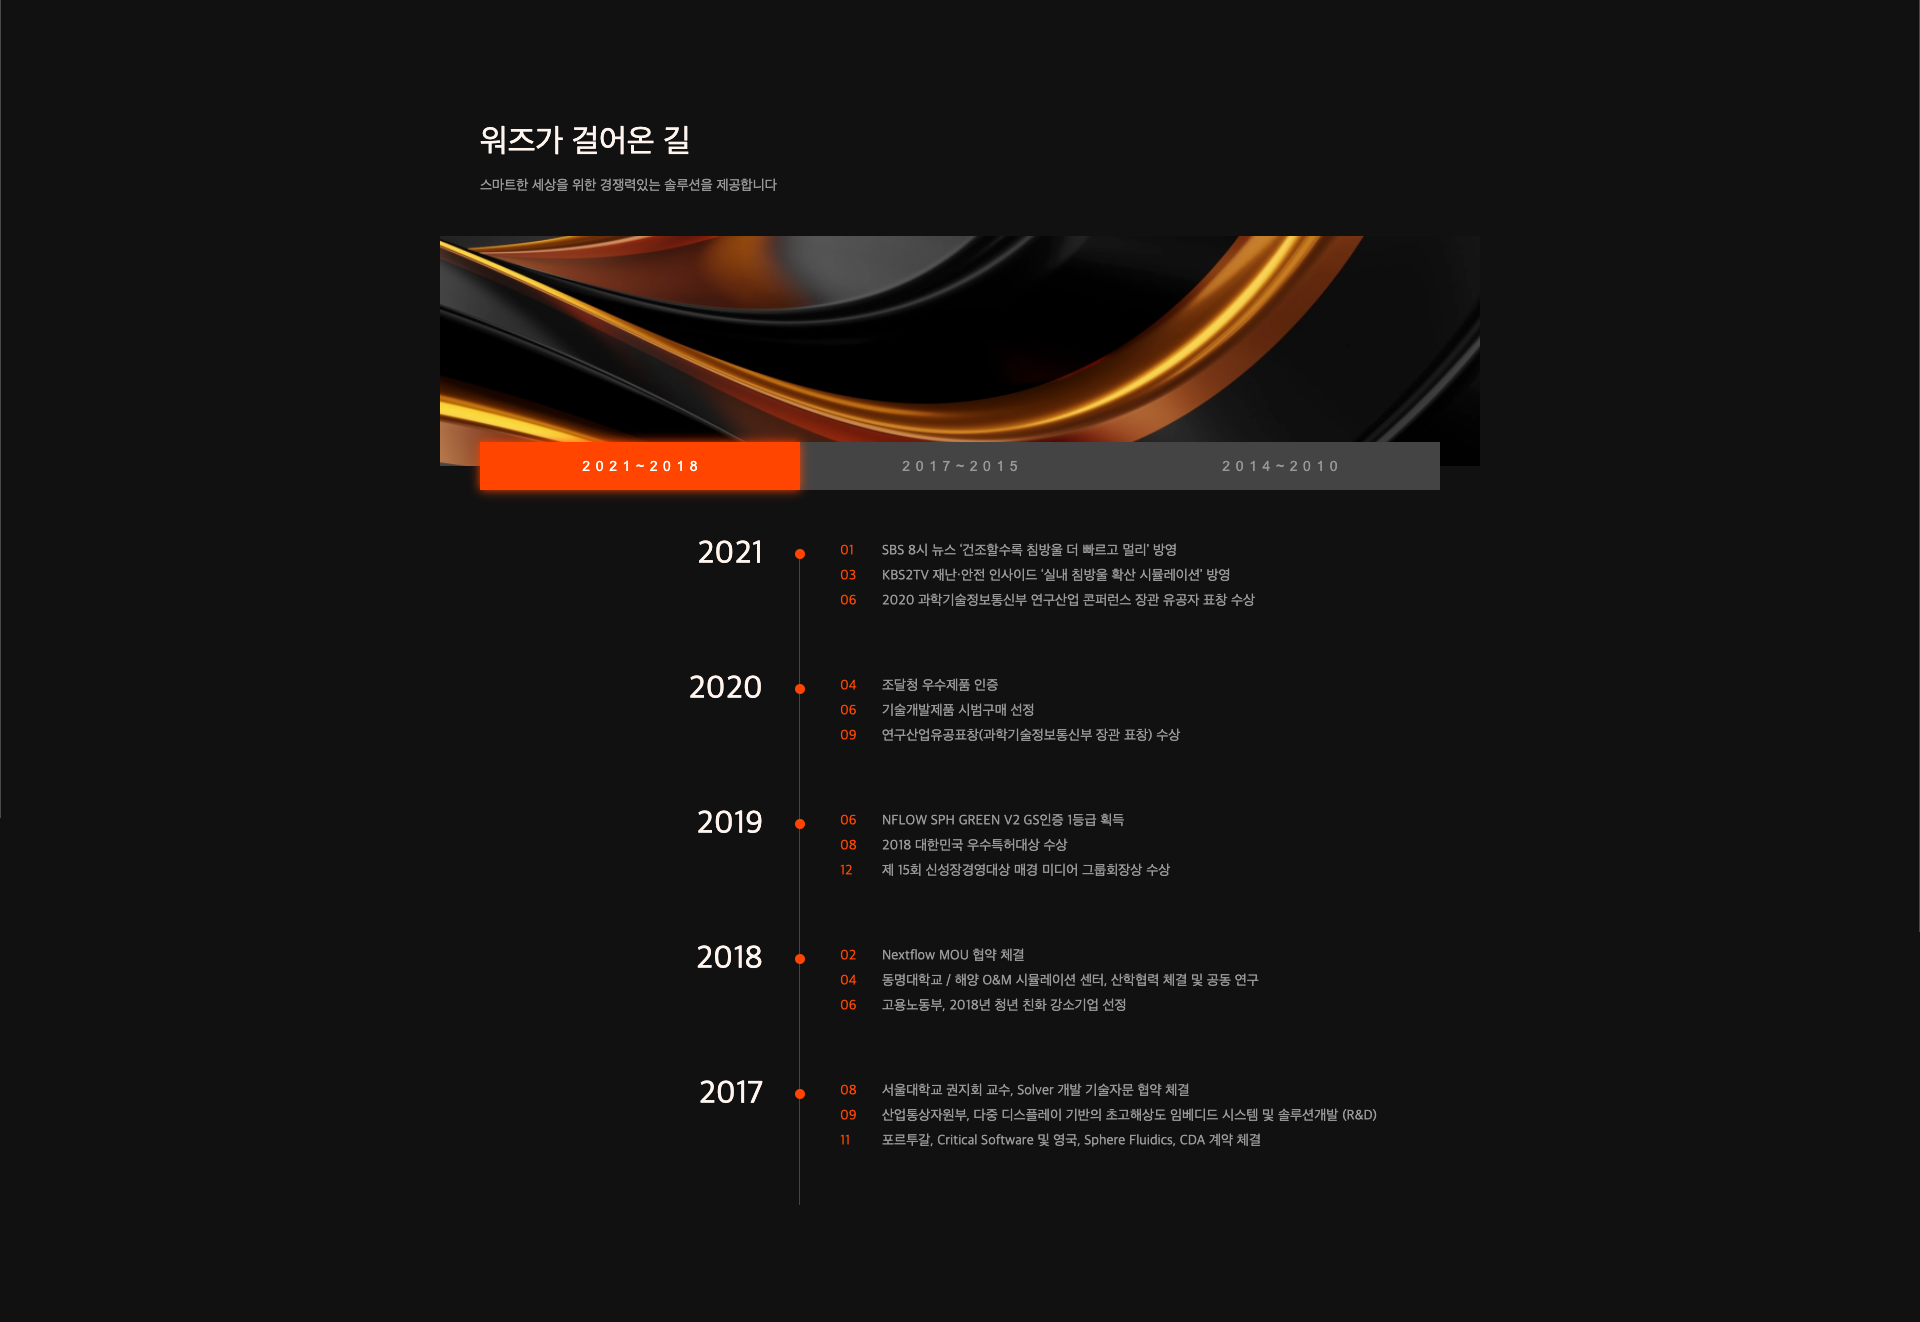 워즈가 걸어온 길
스마트한 세상을 위한 경쟁력있는 솔루션을 제공합니다
2021~2018
2017~2015
2014~2010
2021
01 SBS 8시 뉴스 ‘건조할수록 침방울 더 빠르고 멀리’ 방영
03 KBS2TV 재난·안전 인사이드 ‘실내 침방울 확산 시뮬레이션’ 방영
06 2020 과학기술정보통신부 연구산업 콘퍼런스 장관 유공자 표창 수상
2020
04 조달청 우수제품 인증
06 기술개발제품 시범구매 선정
09 연구산업유공표창(과학기술정보통신부 장관 표창) 수상
2019
06 NFLOW SPH GREEN V2 GS인증 1등급 획득
08 2018 대한민국 우수특허대상 수상
12 제 15회 신성장경영대상 매경 미디어 그룹회장상 수상
2018
02 Nextflow MOU 협약 체결
04 동명대학교 / 해양 O&M 시뮬레이션 센터, 산학협력 체결 및 공동 연구
06 고용노동부, 2018년 청년 친화 강소기업 선정
2017
08 서울대학교 권지회 교수, Solver 개발 기술자문 협약 체결
09 산업통상자원부, 다중 디스플레이 기반의 초고해상도 임베디드 시스템 및 솔루션개발 (R&D)
11 포르투갈, Critical Software 및 영국, Sphere Fluidics, CDA 계약 체결